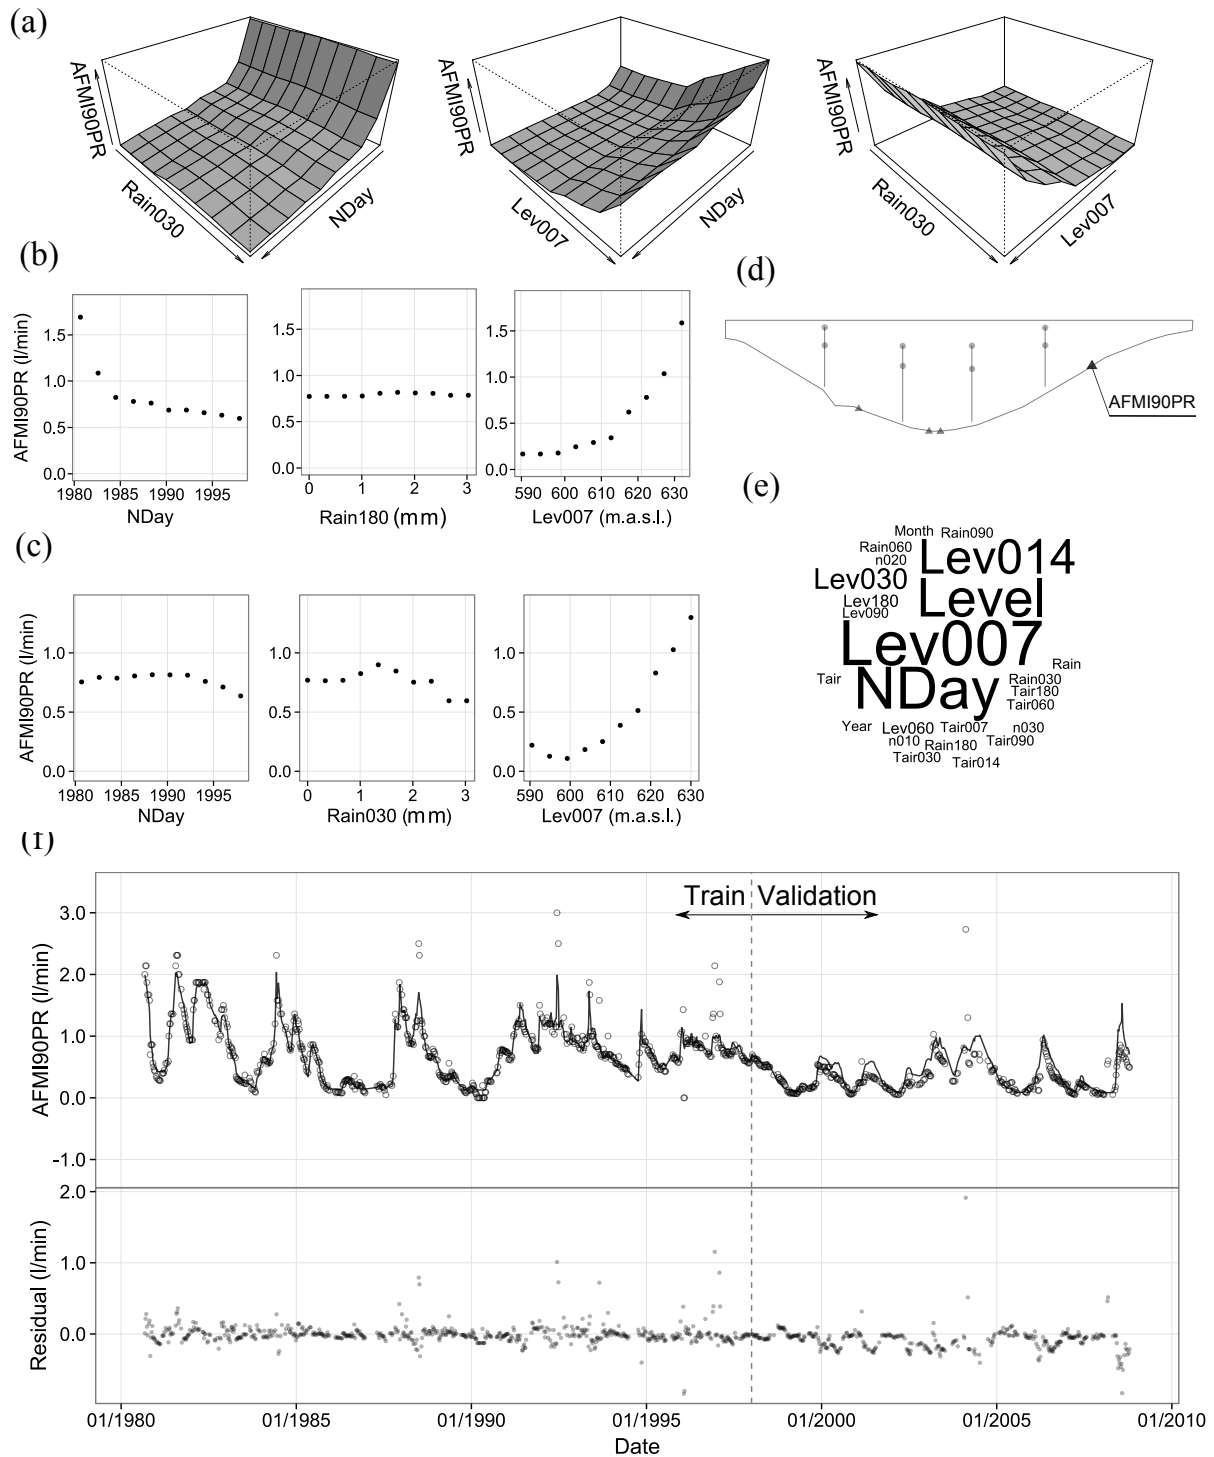 (a)
AFMI90PR
Rain030
NDay
AFMI90PR
Lev007
NDay
AFMI90PR
Rain030
Lev007
(b)
AFMI90PR (l/min)
1.5
1.0
0.5
0.0
1980 1985 1990 1995
NDay
1.5
1.0
0.5
0.0
0 1 2 3
Rain180 (mm)
1.5
1.0
0.5
0.0
590 600 610 620 630
Lev007 (m.a.s.l.)
(c)
AFMI90PR (l/min)
1.0
0.5
0.0
1980 1985 1990 1995
NDay
1.0
0.5
0.0
0 1 2 3
Rain030 (mm)
1.0
0.5
0.0
590 600 610 620 630
Lev007 (m.a.s.l.)
(d)
AFMI90PR
(e)
Month Rain090
Rain060
n020
Lev014
Lev030
Level
Lev180
Lev090
Lev007
Rain
Tair
NDay
Rain030
Tair180
Tair060
Year
Lev060
Tair007
n030
n010
Rain180
Tair090
Tair030
Tair014
(f)
Train Validation
AFMI90PR (l/min)
3.0
2.0
1.0
0.0
-1.0
Residual (l/min)
2.0
1.0
0.0
01/1980 01/1985 01/1990 01/1995 01/2000 01/2005 01/2010
Date